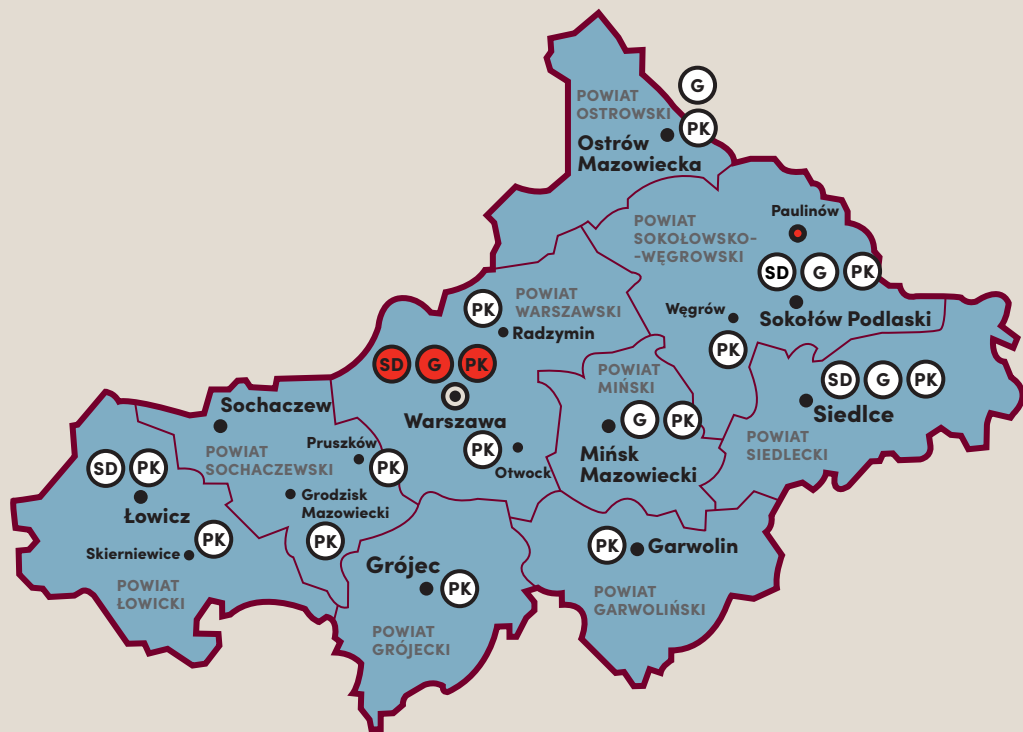 G
POWIAT
OSTROWSKI
PK
Ostrów
Mazowiecka
POWIAT
SOKOŁOWSKO-
-WĘGROWSKI
Paulinów
SD G PK
Węgrów
Sokołów Podlaski
PK
PK
POWIAT
WARSZAWSKI
Radzymin
SD G PK
Warszawa
PK
Otwock
POWIAT
MIŃSKI
G PK
Mińsk
Mazowiecki
SD G PK
Siedlce
POWIAT
SIEDLECKI
Sochaczew
POWIAT
SOCHACZEWSKI
Pruszków
PK
Grodzisk
Mazowiecki
PK
SD PK
Łowicz
PK
Skierniewice
POWIAT
ŁOWICKI
Grójec
PK
POWIAT
GRÓJECKI
PK Garwolin
POWIAT
GARWOLIŃSKI